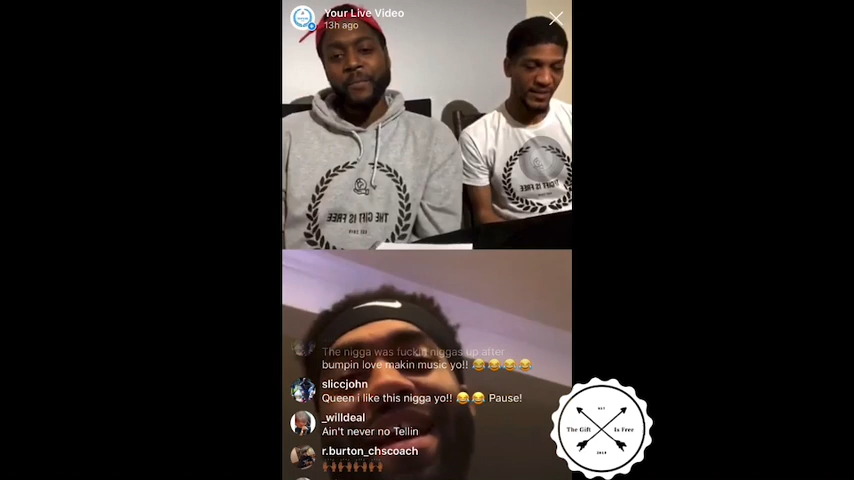 Your Live Video
13h ago
THE GIFT IS FREE
THE GIFT IS FREE
The nigga was fuckin niggas up after
bumpin love makin music yo!! 😂😂😂😂
sliccjohn
Queen i like this nigga yo!! 😂😂 Pause!
_willdeal
Ain't never no Tellin
r.burton_chscoach
🙌🏾🙌🏾🙌🏾🙌🏾🙌🏾
EST
The Gift Is Free
2018